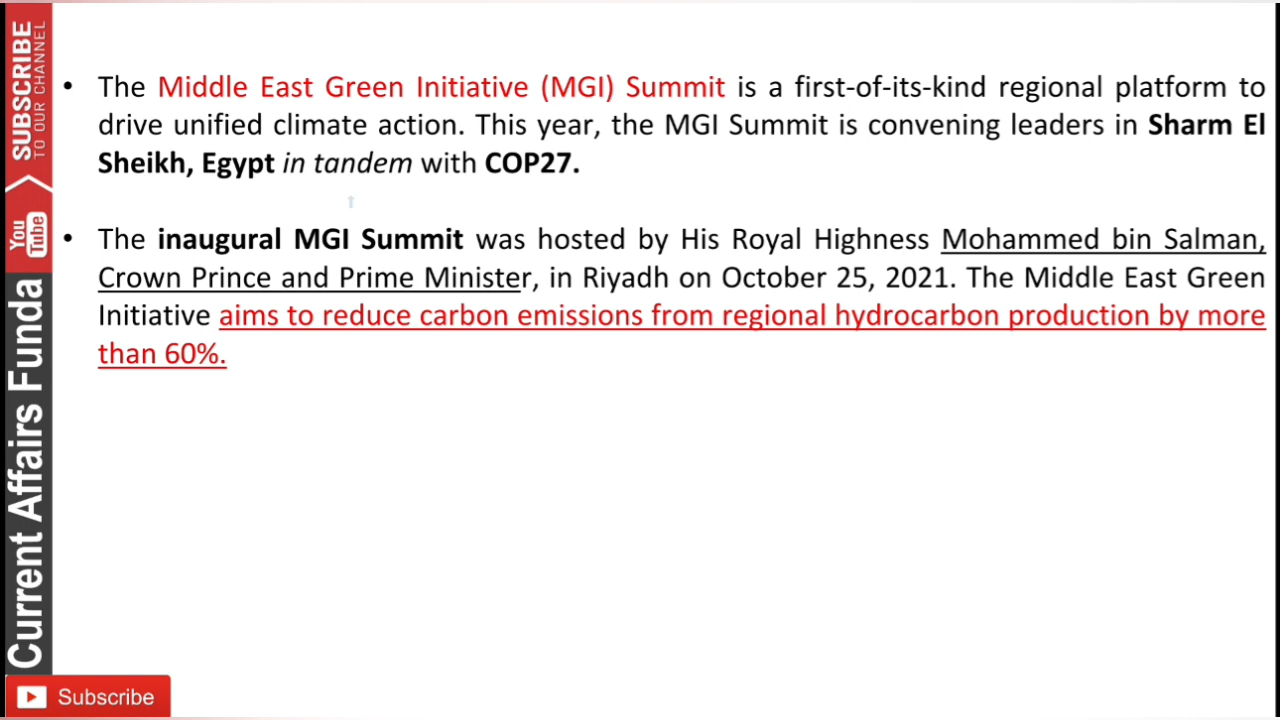 SUBSCRIBE
TO OUR CHANNEL
You
Tube
Current Affairs Funda
• The Middle East Green Initiative (MGI) Summit is a first-of-its-kind regional platform to
drive unified climate action. This year, the MGI Summit is convening leaders in Sharm El
Sheikh, Egypt in tandem with COP27.
• The inaugural MGI Summit was hosted by His Royal Highness Mohammed bin Salman,
Crown Prince and Prime Minister, in Riyadh on October 25, 2021. The Middle East Green
Initiative aims to reduce carbon emissions from regional hydrocarbon production by more
than 60%.
Subscribe